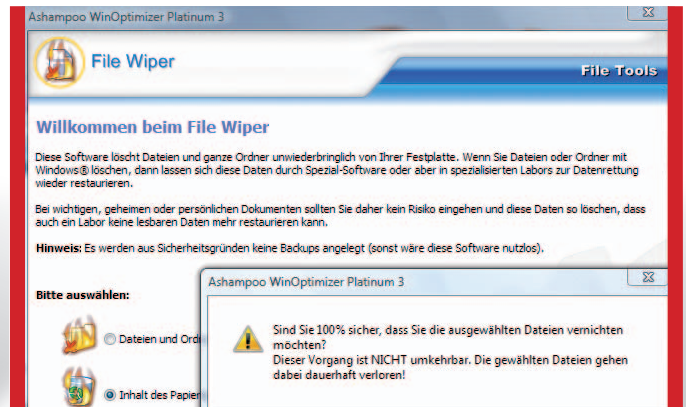 Ashampoo WinOptimizer Platinum 3
File Wiper
File Tools
Willkommen beim File Wiper
Diese Software löscht Dateien und ganze Ordner unwiederbringlich von Ihrer Festplatte. Wenn Sie Dateien oder Ordner mit
Windows® löschen, dann lassen sich diese Daten durch Spezial-Software oder aber in spezialisierten Labors zur Datenrettung
wieder restaurieren.
Bei wichtigen, geheimen oder persönlichen Dokumenten sollten Sie daher kein Risiko eingehen und diese Daten so löschen, dass
auch ein Labor keine lesbaren Daten mehr restaurieren kann.
Hinweis: Es werden aus Sicherheitsgründen keine Backups angelegt (sonst wäre diese Software nutzlos).
Bitte auswählen:
Dateien und Ord
Inhalt des Papier
Ashampoo WinOptimizer Platinum 3
Sind Sie 100% sicher, dass Sie die ausgewählten Dateien vernichten
möchten?
Dieser Vorgang ist NICHT umkehrbar. Die gewählten Dateien gehen
dabei dauerhaft verloren!